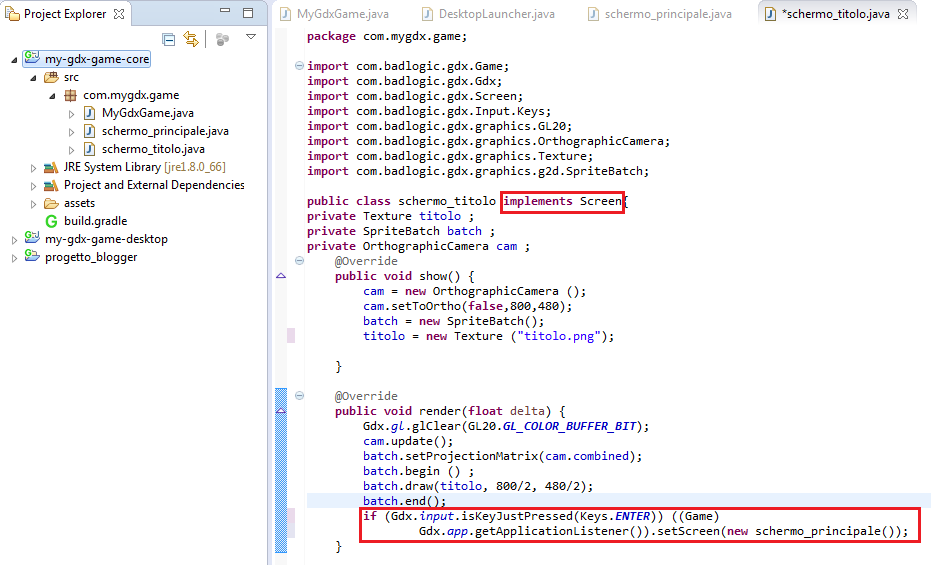 Project Explorer
my-gdx-game-core
src
com.mygdx.game
MyGdxGame.java
schermo_principale.java
schermo_titolo.java
JRE System Library [jre1.8.0_66]
Project and External Dependencies
assets
build.gradle
my-gdx-game-desktop
progetto_blogger
MyGdxGame.java
DesktopLauncher.java
schermo_principale.java
*schermo_titolo.java
package com.mygdx.game;
import com.badlogic.gdx.Game;
import com.badlogic.gdx.Gdx;
import com.badlogic.gdx.Screen;
import com.badlogic.gdx.Input.Keys;
import com.badlogic.gdx.graphics.GL20;
import com.badlogic.gdx.graphics.OrthographicCamera;
import com.badlogic.gdx.graphics.Texture;
import com.badlogic.gdx.graphics.g2d.SpriteBatch;
public class schermo_titolo implements Screen{
private Texture titolo ;
private SpriteBatch batch ;
private OrthographicCamera cam ;
@Override
public void show() {
cam = new OrthographicCamera ();
cam.setToOrtho(false,800,480);
batch = new SpriteBatch();
titolo = new Texture ("titolo.png");
}
@Override
public void render(float delta) {
Gdx.gl.glClear(GL20.GL_COLOR_BUFFER_BIT);
cam.update();
batch.setProjectionMatrix(cam.combined);
batch.begin () ;
batch.draw(titolo, 800/2, 480/2);
batch.end();
if (Gdx.input.isKeyJustPressed(Keys.ENTER)) ((Game)
Gdx.app.getApplicationListener()).setScreen(new schermo_principale());
}